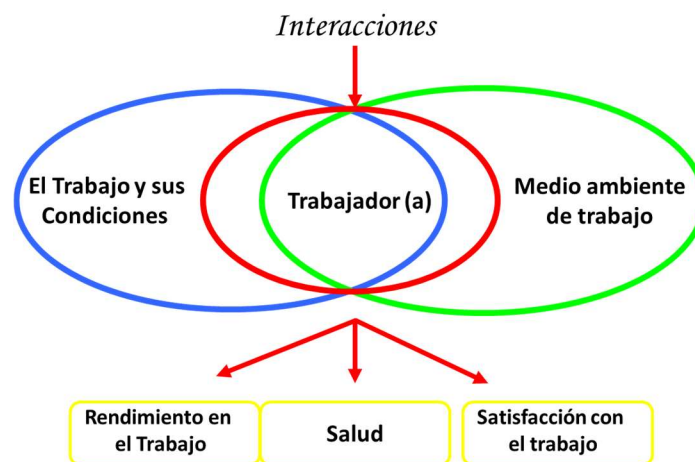 Interacciones
El Trabajo y sus
Condiciones
Trabajador (a)
Medio ambiente
de trabajo
Rendimiento en
el Trabajo
Salud
Satisfacción con
el trabajo